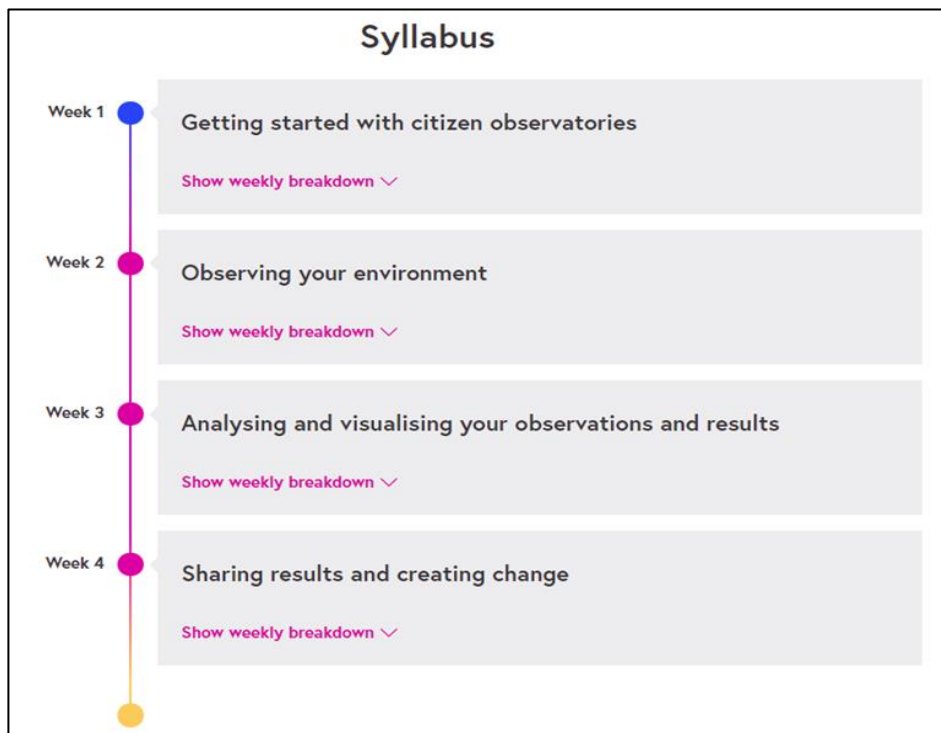 Syllabus
Week 1
Getting started with citizen observatories
Show weekly breakdown
Week 2
Observing your environment
Show weekly breakdown
Week 3
Analysing and visualising your observations and results
Show weekly breakdown
Week 4
Sharing results and creating change
Show weekly breakdown